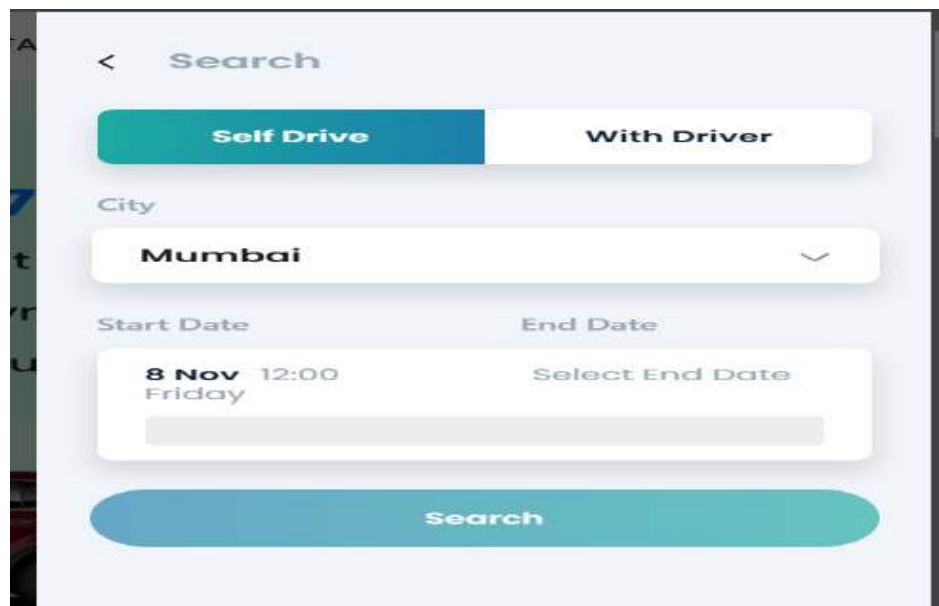 < Search
Self Drive With Driver
City
Mumbai
Start Date End Date
8 Nov 12:00 Select End Date
Friday
Search